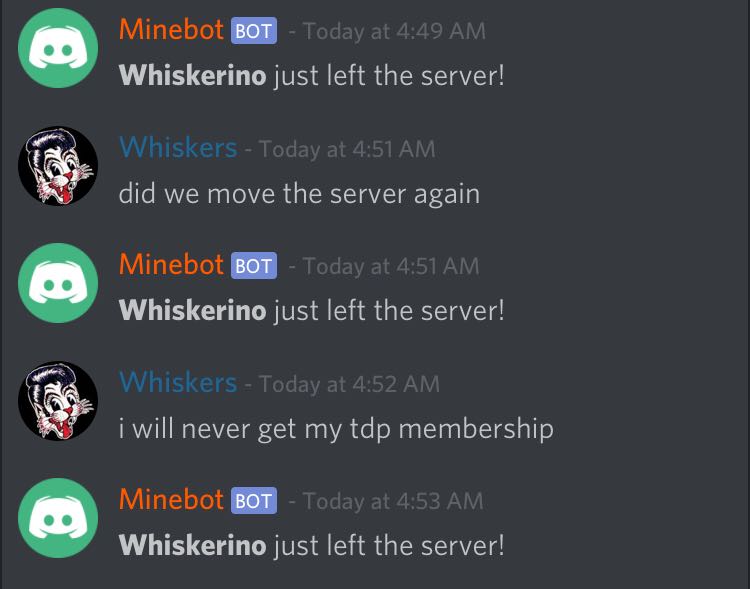 Minebot BOT - Today at 4:49 AM
Whiskerino just left the server!
Whiskers - Today at 4:51 AM
did we move the server again
Minebot BOT - Today at 4:51 AM
Whiskerino just left the server!
Whiskers - Today at 4:52 AM
i will never get my tdp membership
Minebot BOT - Today at 4:53 AM
Whiskerino just left the server!